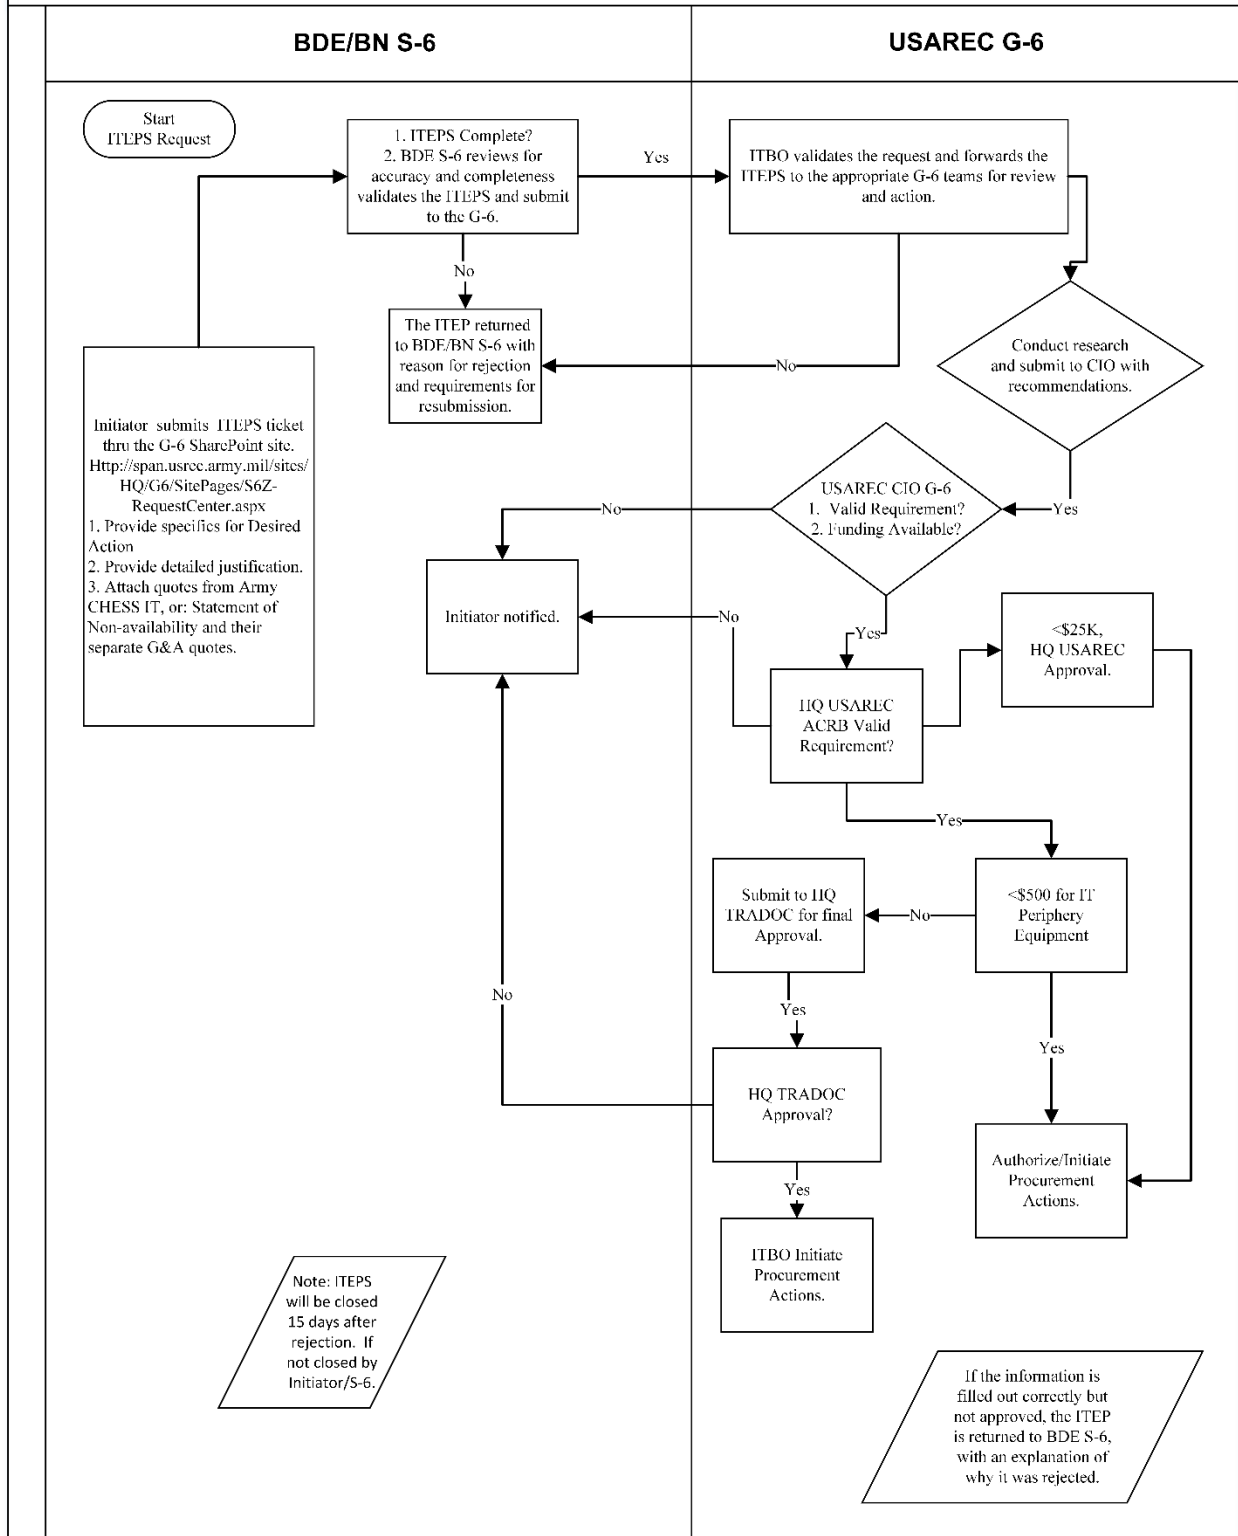 BDE/BN S-6
USAREC G-6
Start
ITEPS Request
1. ITEPS Complete?
2. BDE S-6 reviews for
accuracy and completeness
validates the ITEPS and submit
to the G-6.
Yes
ITBO validates the request and forwards the
ITEPS to the appropriate G-6 teams for review
and action.
No
The ITEP returned
to BDE/BN S-6 with
reason for rejection
and requirements for
resubmission.
No
Conduct research
and submit to CIO with
recommendations.
Initiator submits ITEPS ticket
thru the G-6 SharePoint site.
Http://span.usrec.army.mil/sites/
HQ/G6/SitePages/S6Z-
RequestCenter.aspx
1. Provide specifics for Desired
Action
2. Provide detailed justification.
3. Attach quotes from Army
CHESS IT, or: Statement of
Non-availability and their
separate G&A quotes.
USAREC CIO G-6
1. Valid Requirement?
2. Funding Available?
Yes
No
Initiator notified.
No
Yes
<$25K,
HQ USAREC
Approval.
HQ USAREC
ACRB Valid
Requirement?
Yes
Submit to HQ
TRADOC for final
Approval.
No
<$500 for IT
Periphery
Equipment
No
Yes
Yes
HQ TRADOC
Approval?
Authorize/Initiate
Procurement
Actions.
Yes
ITBO Initiate
Procurement
Actions.
Note: ITEPS
will be closed
15 days after
rejection. If
not closed by
Initiator/S-6.
If the information is
filled out correctly but
not approved, the ITEP
is returned to BDE S-6,
with an explanation of
why it was rejected.